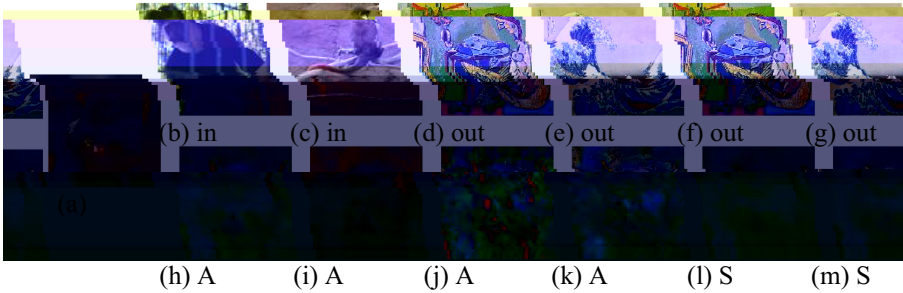 (b) in (c) in (d) out (e) out (f) out (g) out
(a)
(h) A (i) A (j) A (k) A (l) S (m) S